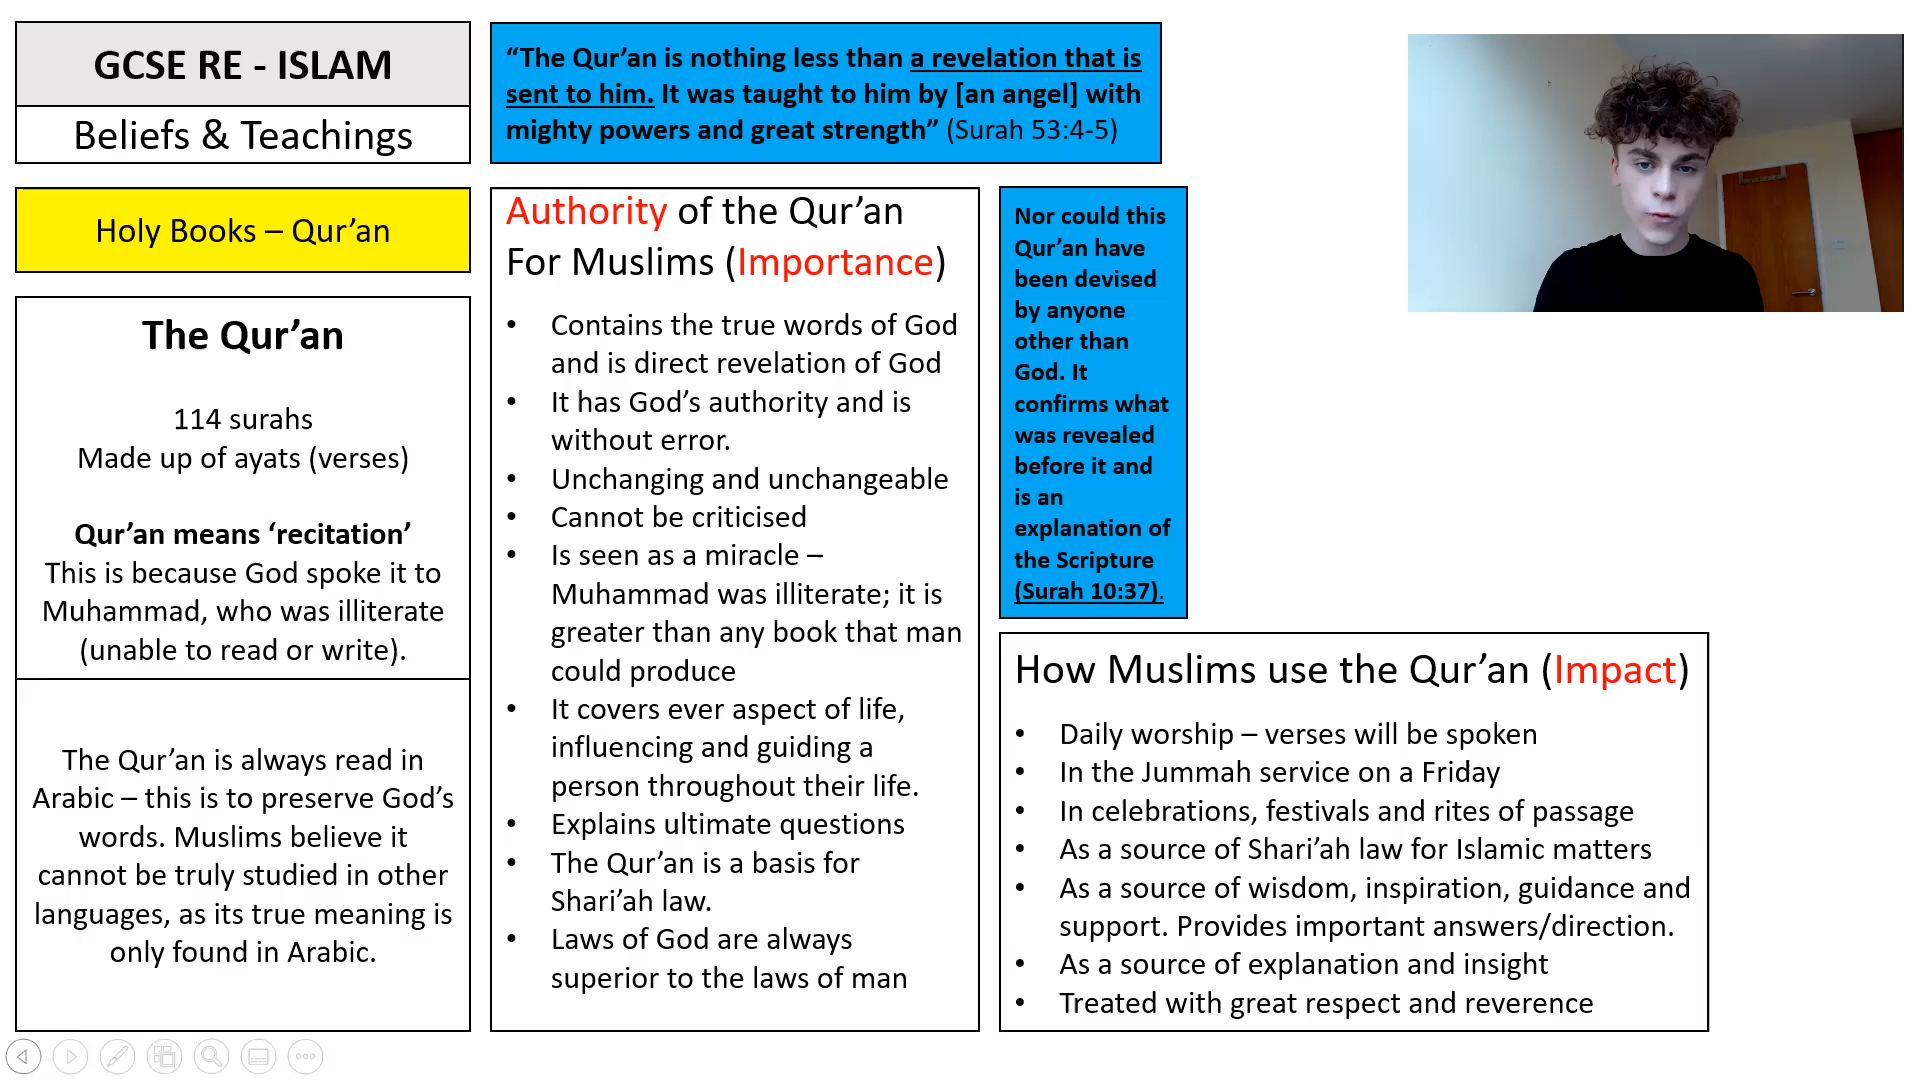 GCSE RE - ISLAM
Beliefs & Teachings
Holy Books – Qur’an
The Qur’an
114 surahs
Made up of ayats (verses)
Qur’an means ‘recitation’
This is because God spoke it to
Muhammad, who was illiterate
(unable to read or write).
The Qur’an is always read in
Arabic – this is to preserve God’s
words. Muslims believe it
cannot be truly studied in other
languages, as its true meaning is
only found in Arabic.
“The Qur’an is nothing less than a revelation that is
sent to him. It was taught to him by [an angel] with
mighty powers and great strength” (Surah 53:4-5)
Authority of the Qur’an
For Muslims (Importance)
• Contains the true words of God
and is direct revelation of God
• It has God’s authority and is
without error.
• Unchanging and unchangeable
• Cannot be criticised
• Is seen as a miracle –
Muhammad was illiterate; it is
greater than any book that man
could produce
• It covers ever aspect of life,
influencing and guiding a
person throughout their life.
• Explains ultimate questions
• The Qur’an is a basis for
Shari’ah law.
• Laws of God are always
superior to the laws of man
Nor could this
Qur’an have
been devised
by anyone
other than
God. It
confirms what
was revealed
before it and
is an
explanation of
the Scripture
(Surah 10:37).
How Muslims use the Qur’an (Impact)
• Daily worship – verses will be spoken
• In the Jummah service on a Friday
• In celebrations, festivals and rites of passage
• As a source of Shari’ah law for Islamic matters
• As a source of wisdom, inspiration, guidance and
support. Provides important answers/direction.
• As a source of explanation and insight
• Treated with great respect and reverence